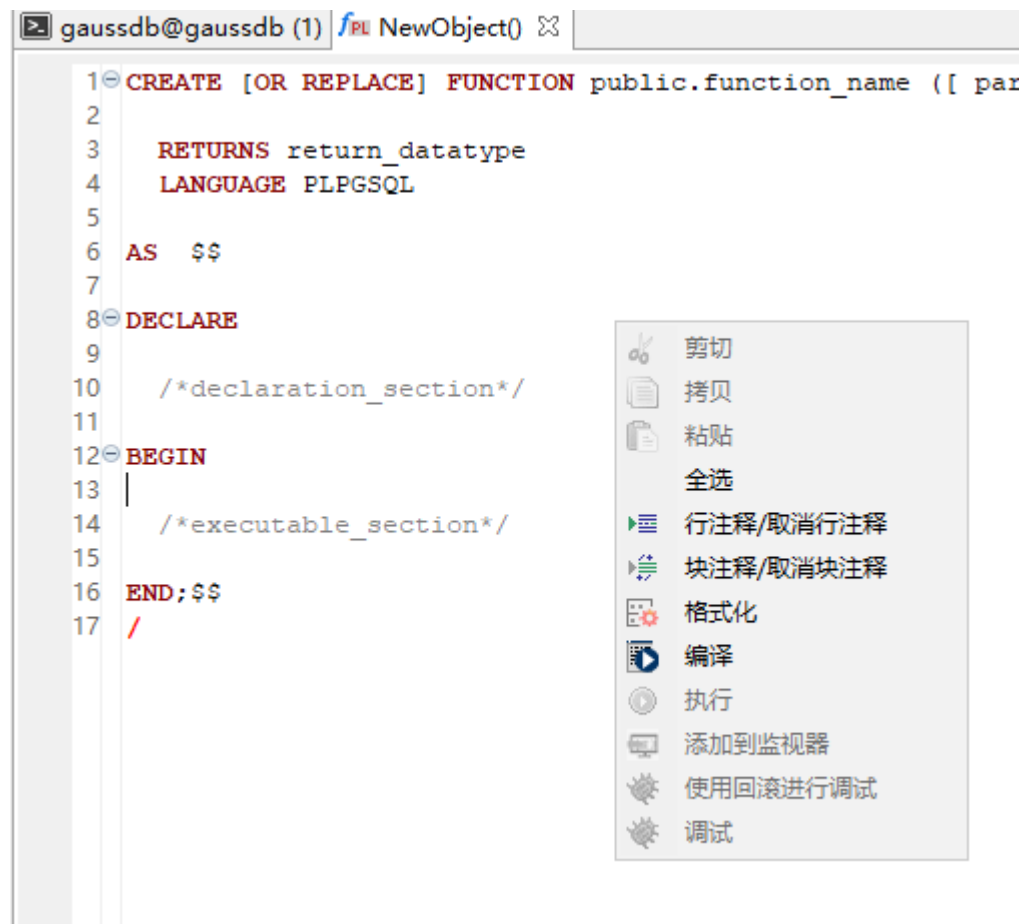 gaussdb@gaussdb (1) NewObject()
1 CREATE [OR REPLACE] FUNCTION public.function_name ([ par
2
3 RETURNS return_datatype
4 LANGUAGE PLPGSQL
5
6 AS $$
7
8 DECLARE
9
10 /*declaration_section*/
11
12 BEGIN
13
14 /*executable_section*/
15
16 END;$$
17 /
剪切
拷贝
粘贴
全选
行注释/取消行注释
块注释/取消块注释
格式化
编译
执行
添加到监视器
使用回滚进行调试
调试